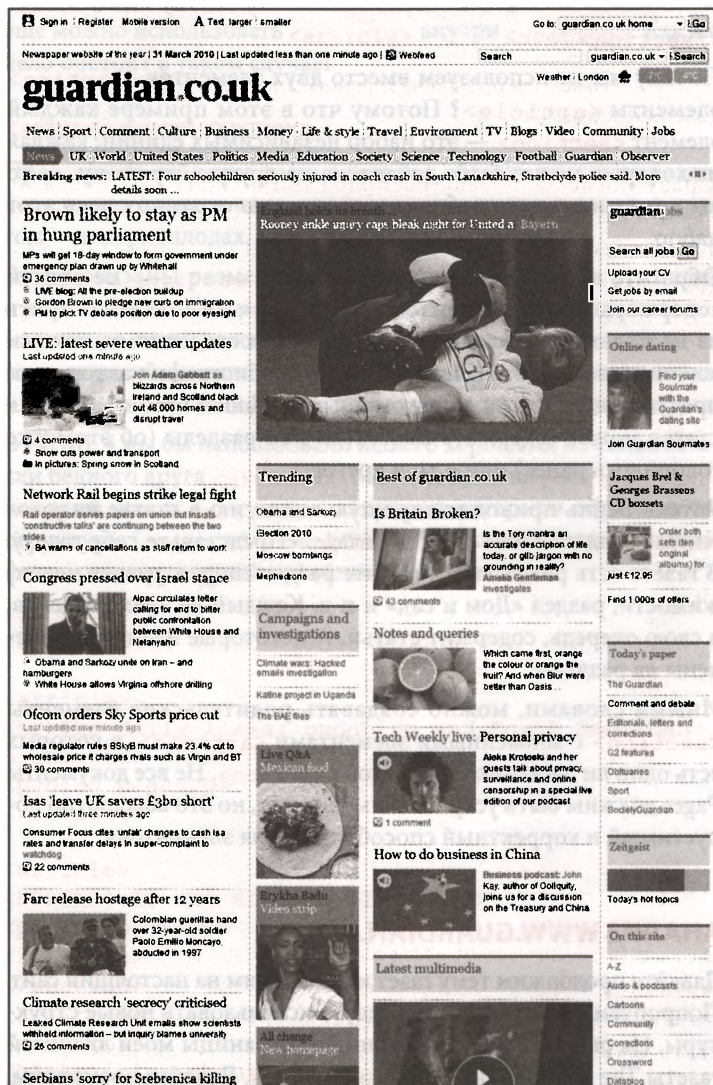 Sign in Register Mobile version Text larger smaller
Go to: guardian.co.uk home Go
Newspaper website of the year | 31 March 2010 | Last updated less than one minute ago | Webfeed
Search guardian.co.uk Search
Weather London
guardian.co.uk
News Sport Comment Culture Business Money Life & style Travel Environment TV Blogs Video Community Jobs
News UK World United States Politics Media Education Society Science Technology Football Guardian Observer
Breaking news: LATEST: Four schoolchildren seriously injured in coach crash in South Lanarkshire, Strathclyde police said. More
details soon ...
Brown likely to stay as PM
in hung parliament
MPs will get 18-day window to form government under
emergency plan drawn up by Whitehall
36 comments
LIVE blog: All the pre-election buildup
Gordon Brown to pledge new curb on immigration
PM to pick TV debate position due to poor eyesight
LIVE: latest severe weather updates
Last updated one minute ago
Join Adam Gabbatt as
blizzards across Northern
Ireland and Scotland black
out 48,000 homes and
disrupt travel
4 comments
Snow cuts power and transport
In pictures: Spring snow in Scotland
Network Rail begins strike legal fight
Rail operator serves papers on union but insists
'constructive talks' are continuing between the two
sides
BA warns of cancellations as staff return to work
Congress pressed over Israel stance
Aipac circulates letter
calling for end to bitter
public confrontation
between White House and
Netanyahu
Obama and Sarkozy unite on Iran – and
hamburgers
White House allows Virginia offshore drilling
Ofcom orders Sky Sports price cut
Last updated one minute ago
Media regulator rules BSkyB must make 23.4% cut to
wholesale price it charges rivals such as Virgin and BT
30 comments
Isas 'leave UK savers £3bn short'
Last updated three minutes ago
Consumer Focus cites 'unfair' changes to cash isa
rates and transfer delays in super-complaint to
watchdog
22 comments
Farc release hostage after 12 years
Colombian guerillas hand
over 32-year-old soldier
Paolo Emilio Moncayo,
abducted in 1997
Climate research 'secrecy' criticised
Leaked Climate Research Unit emails show scientists
withheld information – but inquiry blames university
26 comments
Serbians 'sorry' for Srebrenica killing
England holds its breath
Rooney ankle injury caps bleak night for United a Bayern
Trending
Obama and Sarkozy
Election 2010
Moscow bombings
Mephedrone
Campaigns and
investigations
Climate wars: Hacked
emails investigation
Katine project in Uganda
The BAE files
Live Q&A
Mexican food
Erykha Badu
Video strip
All change
New homepage
Best of guardian.co.uk
Is Britain Broken?
Is the Tory mantra an
accurate description of life
today, or glib jargon with no
grounding in reality?
Amelia Gentleman
investigates
43 comments
Notes and queries
Which came first, orange
the colour or orange the
fruit? And when Blur were
better than Oasis ...
Tech Weekly live: Personal privacy
Aleks Krotoski and her
guests talk about privacy,
surveillance and online
censorship in a special live
edition of our podcast
1 comment
How to do business in China
Business podcast: John
Kay, author of Obliquity,
joins us for a discussion
on the Treasury and China
Latest multimedia
guardian jobs
Search all jobs Go
Upload your CV
Get jobs by email
Join our career forums
Online dating
Find your
Soulmate
with the
Guardian's
dating site
Join Guardian Soulmates
Jacques Brel &
Georges Brassens
CD boxsets
Order both
sets (ten
original
albums) for
just £12.95
Find 1 000s of offers
Today's paper
The Guardian
Comment and debate
Editorials, letters and
corrections
G2 features
Obituaries
Sport
SocietyGuardian
Zeitgeist
Today's hot topics
On this site
A-Z
Audio & podcasts
Cartoons
Community
Corrections
Crossword
Datablog